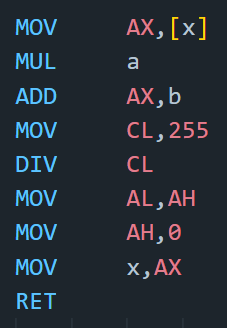 MOV AX,[x]
MUL a
ADD AX,b
MOV CL,255
DIV CL
MOV AL,AH
MOV AH,0
MOV x,AX
RET